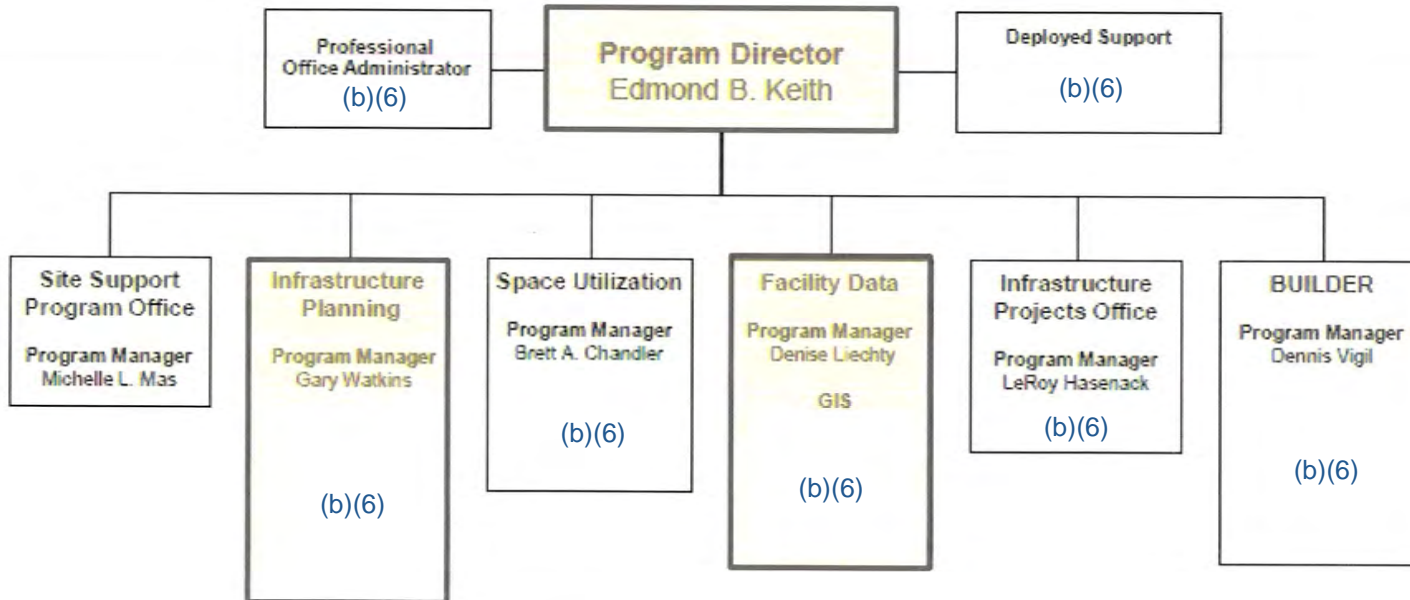 Professional
Office Administrator
(b)(6)
Program Director
Edmond B. Keith
Deployed Support
(b)(6)
Site Support
Program Office
Program Manager
Michelle L. Mas
Infrastructure
Planning
Program Manager
Gary Watkins
(b)(6)
Space Utilization
Program Manager
Brett A. Chandler
(b)(6)
Facility Data
Program Manager
Denise Liechty
GIS
(b)(6)
Infrastructure
Projects Office
Program Manager
LeRoy Hasenack
(b)(6)
BUILDER
Program Manager
Dennis Vigil
(b)(6)